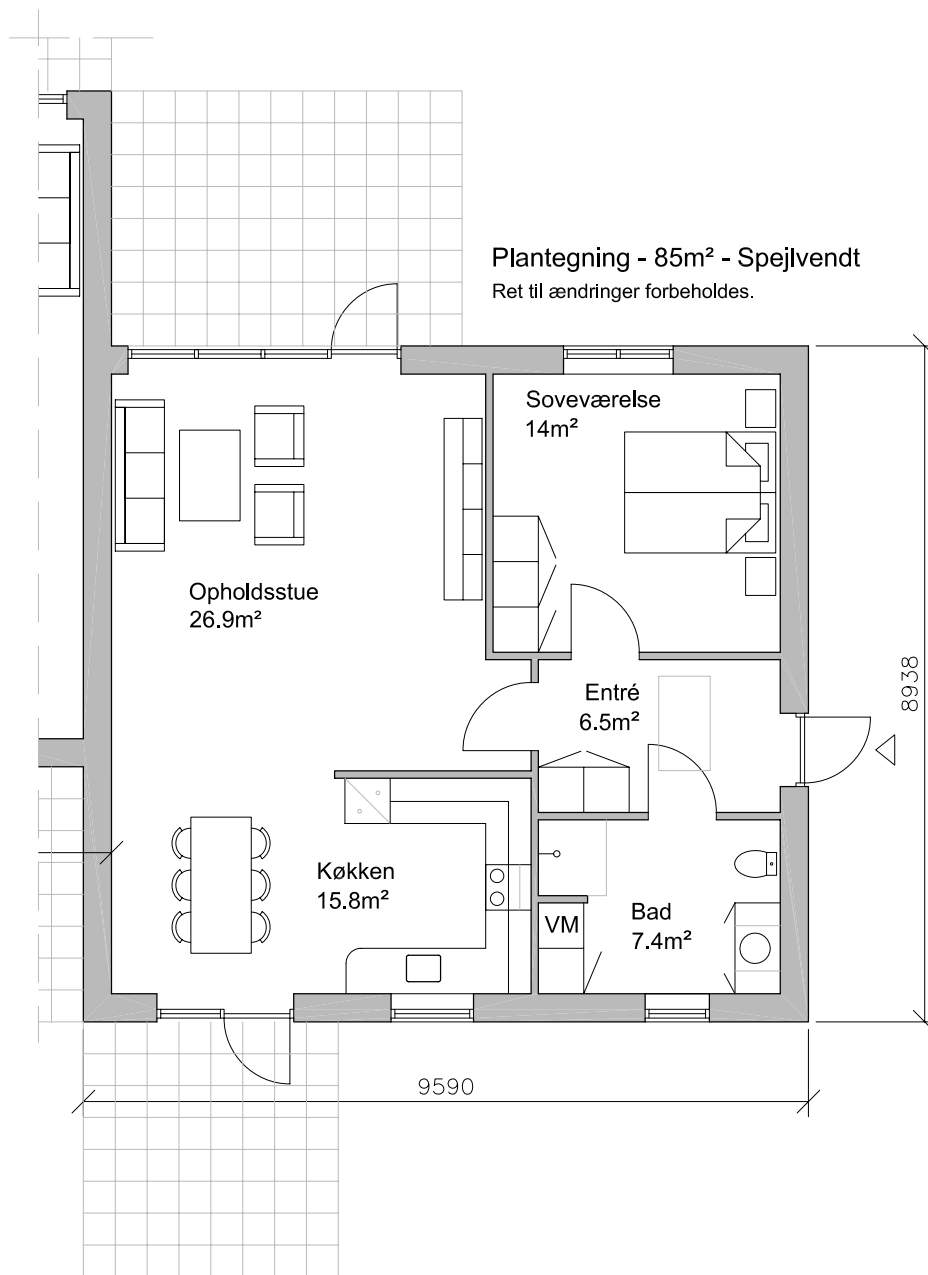 Plantegning - 85m² - Spejlvendt
Ret til ændringer forbeholdes.
Soveværelse
14m²
Opholdsstue
26.9m²
Entré
6.5m²
8938
Køkken
15.8m²
VM
Bad
7.4m²
9590